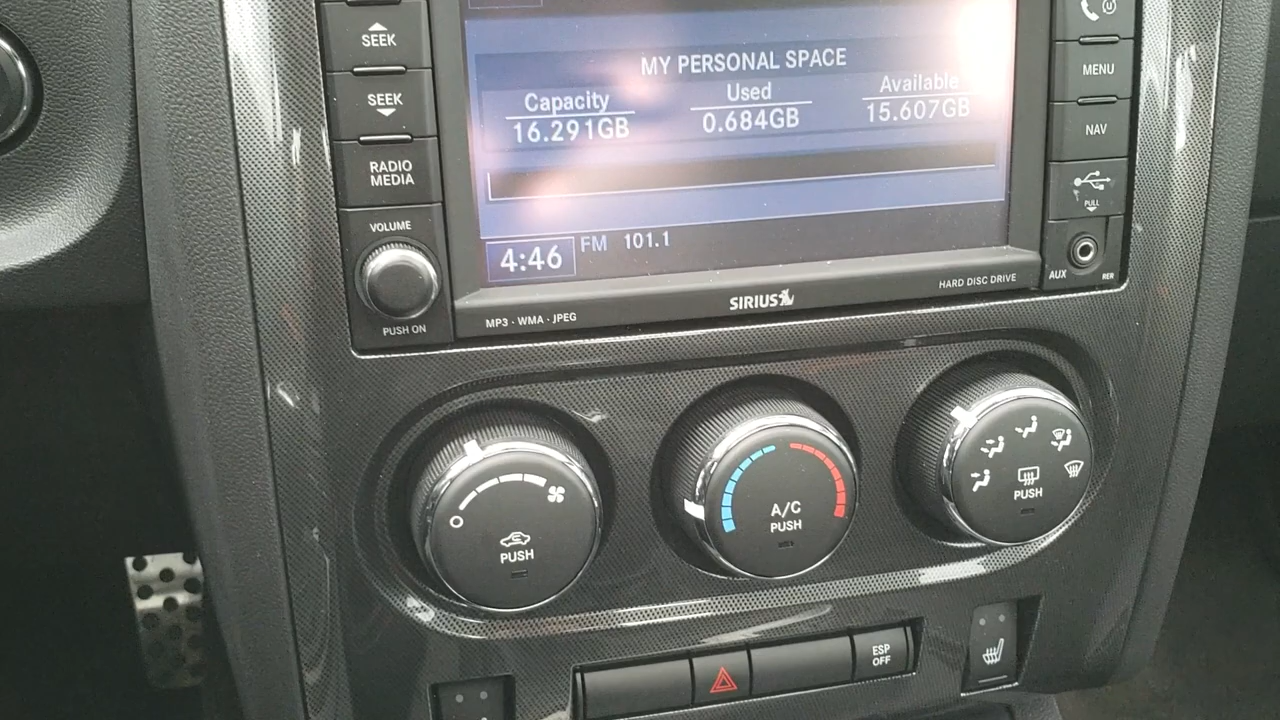 SEEK
SEEK
RADIO
MEDIA
VOLUME
PUSH ON
MY PERSONAL SPACE
Capacity Used Available
16.291GB 0.684GB 15.607GB
4:46 FM 101.1
SIRIUS
HARD DISC DRIVE
MP3 · WMA · JPEG
MENU
NAV
PULL
AUX
PUSH
A/C
PUSH
PUSH
ESP
OFF